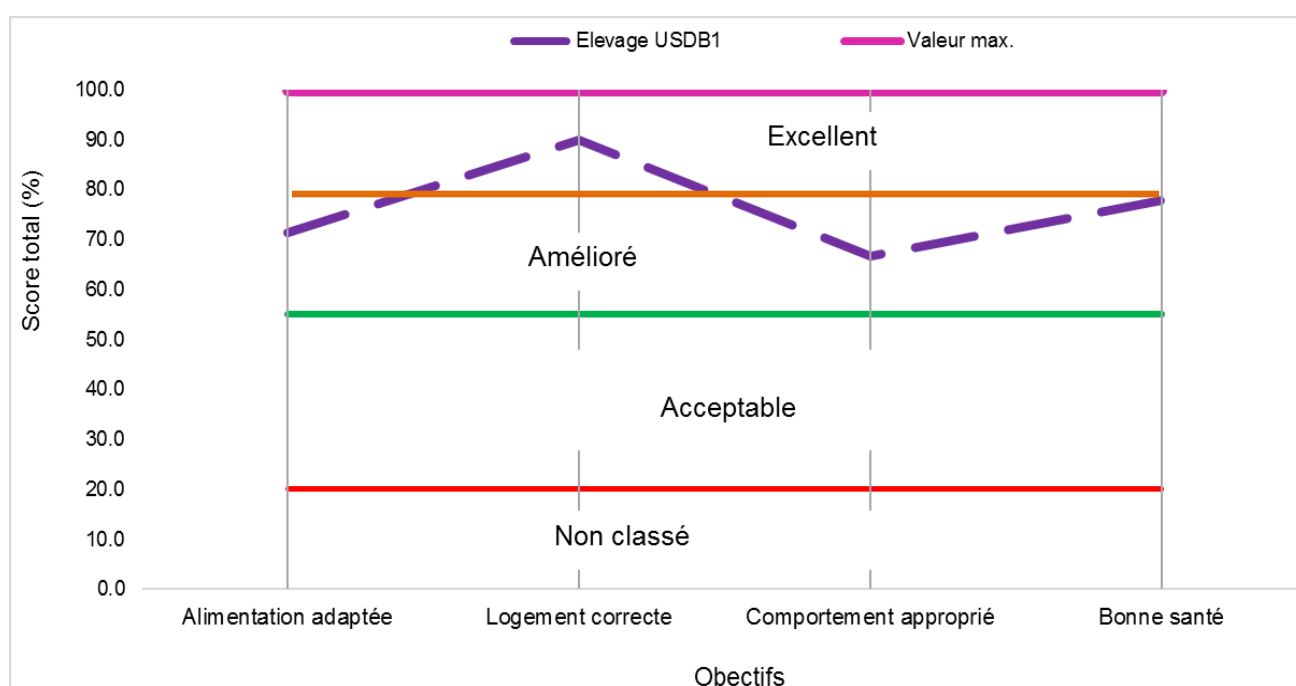 Elevage USDB1 Valeur max.
Score total (%)
100.0
90.0
80.0
70.0
60.0
50.0
40.0
30.0
20.0
10.0
0.0
Excellent
Amélioré
Acceptable
Non classé
Alimentation adaptée Logement correcte Comportement approprié Bonne santé
Obectifs